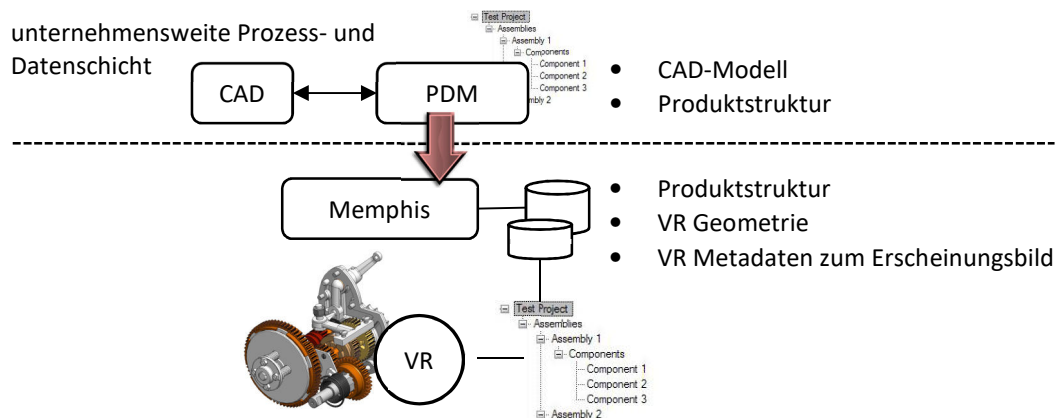 unternehmensweite Prozess- und
Datenschicht
Test Project
Assemblies
Assembly 1
Components
Component 1
Component 2
Component 3
mbly 2
CAD
PDM
• CAD-Modell
• Produktstruktur
Memphis
• Produktstruktur
• VR Geometrie
• VR Metadaten zum Erscheinungsbild
VR
Test Project
Assemblies
Assembly 1
Components
Component 1
Component 2
Component 3
Assembly 2